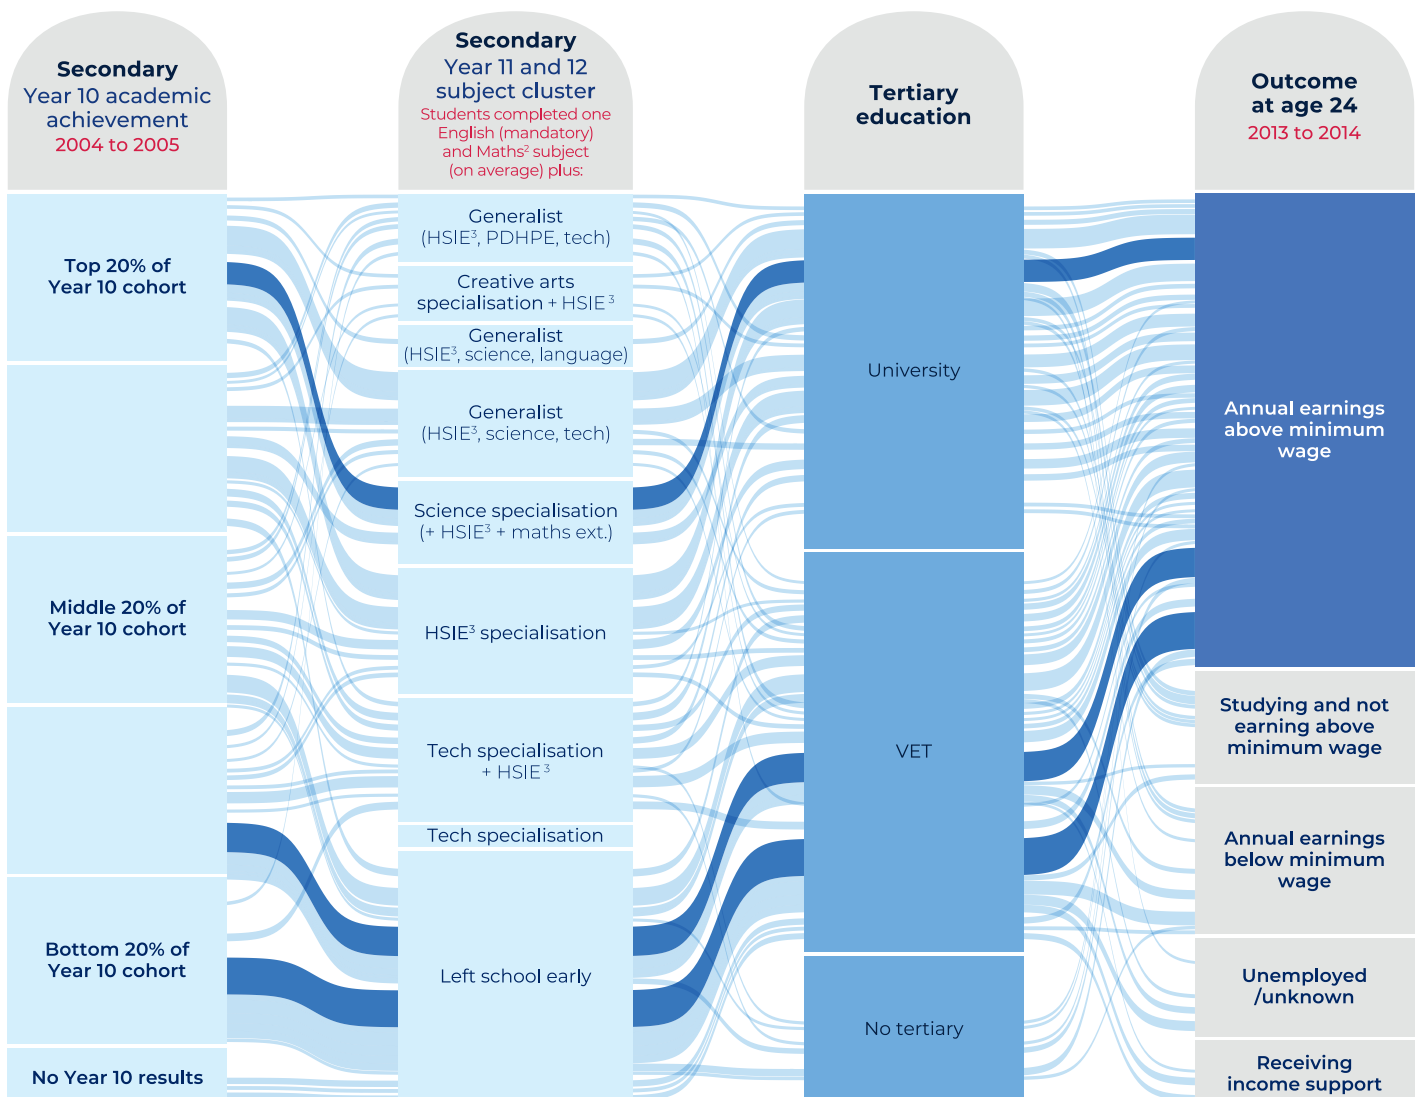 Secondary
Year 10 academic
achievement
2004 to 2005
Secondary
Year 11 and 12
subject cluster
Students completed one
English (mandatory)
and Maths² subject
(on average) plus:
Tertiary
education
Outcome
at age 24
2013 to 2014
Top 20% of
Year 10 cohort
Middle 20% of
Year 10 cohort
Bottom 20% of
Year 10 cohort
No Year 10 results
Generalist
(HSIE³, PDHPE, tech)
Creative arts
specialisation + HSIE³
Generalist
(HSIE³, science, language)
Generalist
(HSIE³, science, tech)
Science specialisation
(+ HSIE³ + maths ext.)
HSIE³ specialisation
Tech specialisation
+ HSIE³
Tech specialisation
Left school early
University
VET
No tertiary
Annual earnings
above minimum
wage
Studying and not
earning above
minimum wage
Annual earnings
below minimum
wage
Unemployed
/unknown
Receiving
income support